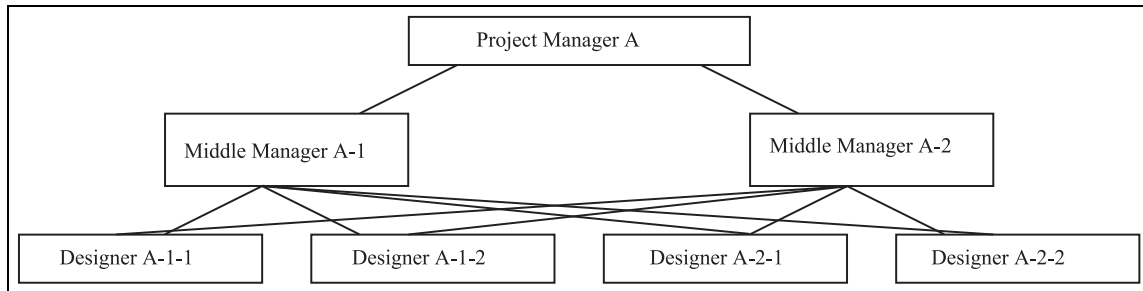 Project Manager A
Middle Manager A-1
Middle Manager A-2
Designer A-1-1
Designer A-1-2
Designer A-2-1
Designer A-2-2